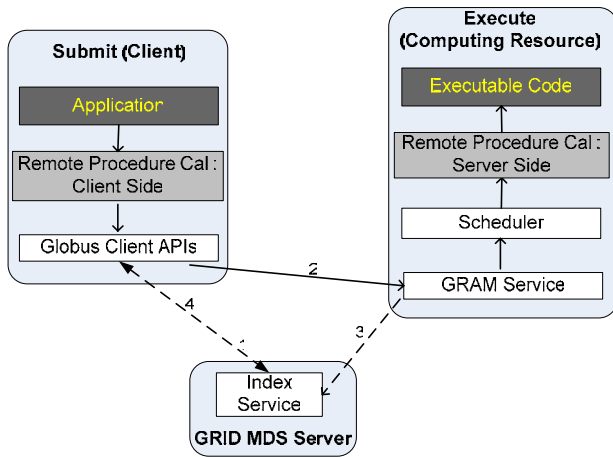 Submit (Client)
Application
Remote Procedure Cal :
Client Side
Globus Client APIs
Execute
(Computing Resource)
Executable Code
Remote Procedure Cal :
Server Side
Scheduler
GRAM Service
2
4
3
1
Index
Service
GRID MDS Server